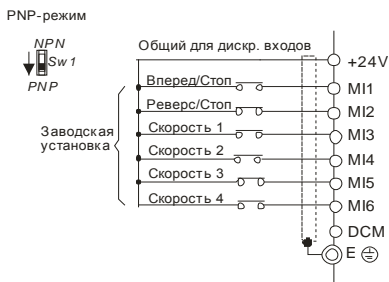 PNP-режим
NPN
Sw 1
PNP
Общий для дискр. входов
+24V
Вперед/Стоп
MI1
Реверс/Стоп
MI2
Заводская
установка
Скорость 1
MI3
Скорость 2
MI4
Скорость 3
MI5
Скорость 4
MI6
DCM
E